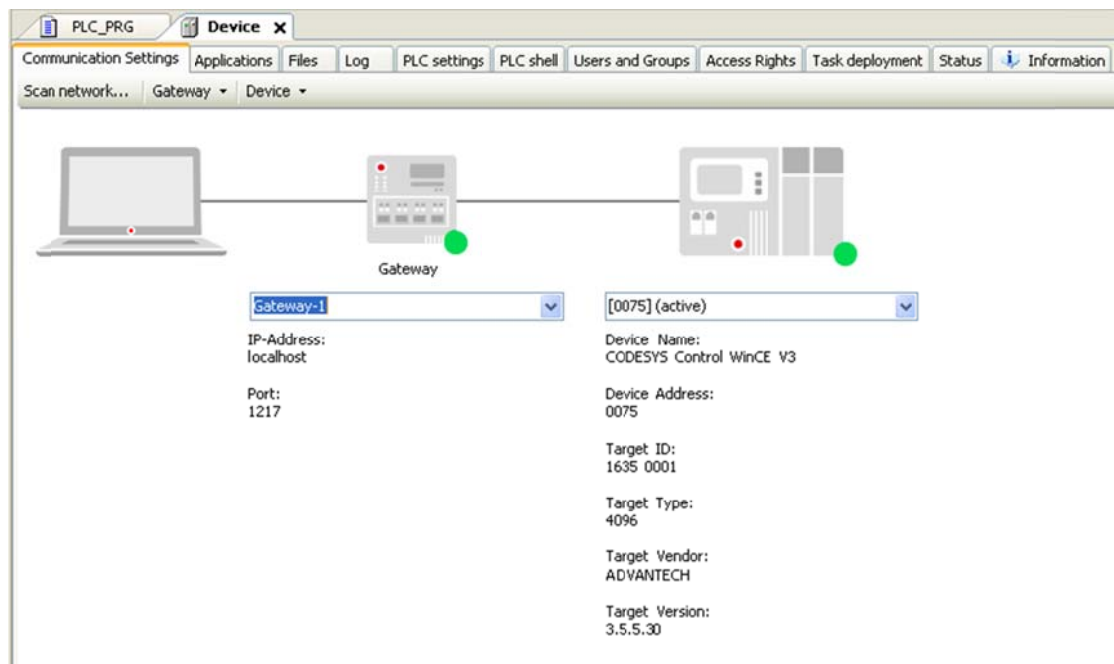 PLC_PRG Device X
Communication Settings Applications Files Log PLC settings PLC shell Users and Groups Access Rights Task deployment Status Information
Scan network... Gateway Device
Gateway
Gateway-1 [0075] (active)
IP-Address: Device Name:
localhost CODESYS Control WinCE V3
Port: Device Address:
1217 0075
Target ID:
1635 0001
Target Type:
4096
Target Vendor:
ADVANTECH
Target Version:
3.5.5.30